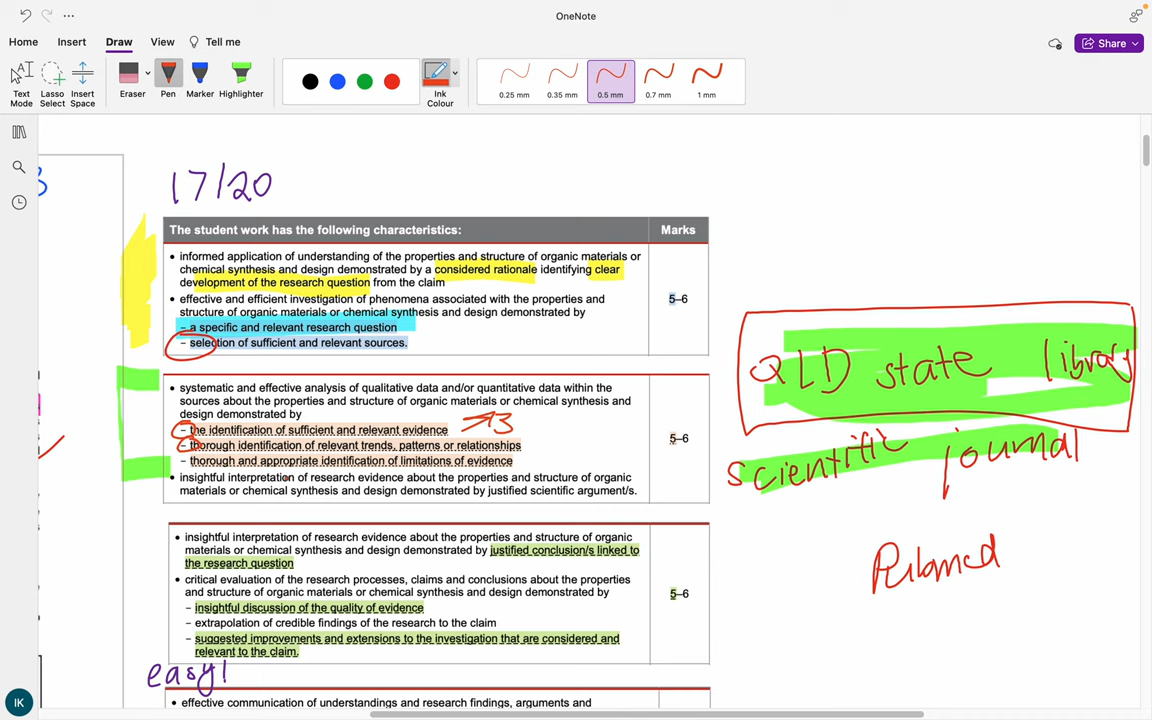 OneNote
Home Insert Draw View Tell me
Share
Text Mode
Lasso Select
Insert Space
Eraser
Pen
Marker
Highlighter
Ink Colour
0.25 mm
0.35 mm
0.5 mm
0.7 mm
1 mm
17/20
The student work has the following characteristics: Marks
• informed application of understanding of the properties and structure of organic materials or
chemical synthesis and design demonstrated by a considered rationale identifying clear
development of the research question from the claim
• effective and efficient investigation of phenomena associated with the properties and
structure of organic materials or chemical synthesis and design demonstrated by
– a specific and relevant research question
– selection of sufficient and relevant sources.
5–6
• systematic and effective analysis of qualitative data and/or quantitative data within the
sources about the properties and structure of organic materials or chemical synthesis and
design demonstrated by
– the identification of sufficient and relevant evidence → 3
– thorough identification of relevant trends, patterns or relationships
– thorough and appropriate identification of limitations of evidence
• insightful interpretation of research evidence about the properties and structure of organic
materials or chemical synthesis and design demonstrated by justified scientific argument/s.
5–6
• insightful interpretation of research evidence about the properties and structure of organic
materials or chemical synthesis and design demonstrated by justified conclusion/s linked to
the research question
• critical evaluation of the research processes, claims and conclusions about the properties
and structure of organic materials or chemical synthesis and design demonstrated by
– insightful discussion of the quality of evidence
– extrapolation of credible findings of the research to the claim
– suggested improvements and extensions to the investigation that are considered and
relevant to the claim.
5–6
easy!
• effective communication of understandings and research findings, arguments and
QLD state library
scientific journal
Pubmed
IK